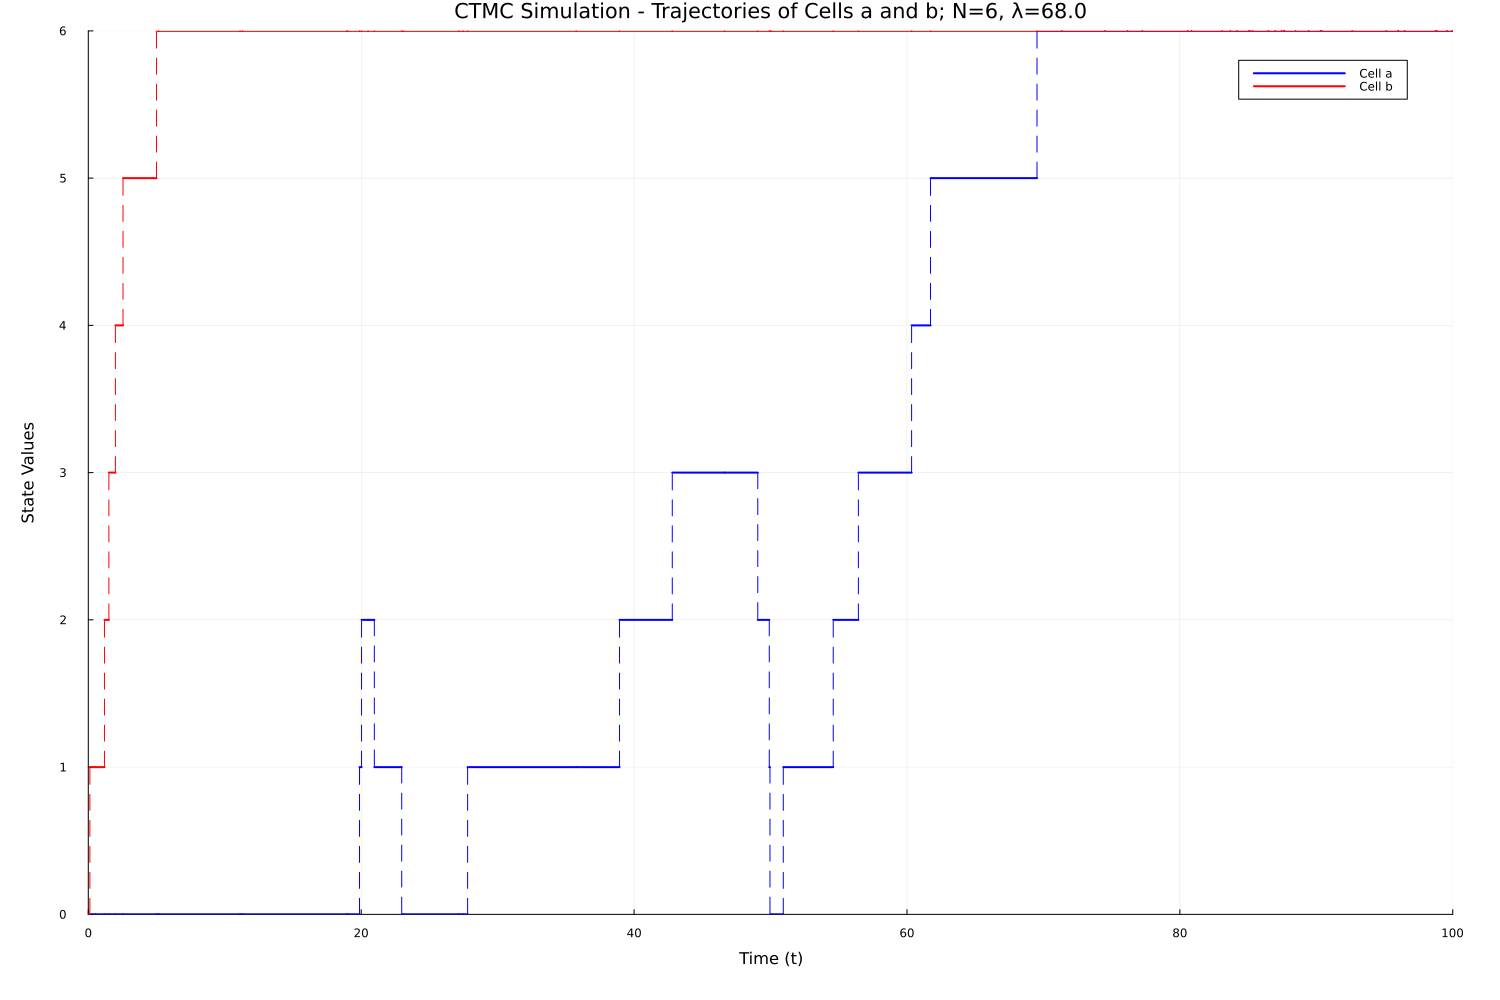 CTMC Simulation - Trajectories of Cells a and b; N=6, λ=68.0
6
5
4
3
2
1
0
State Values
Cell a
Cell b
0 20 40 60 80 100
Time (t)